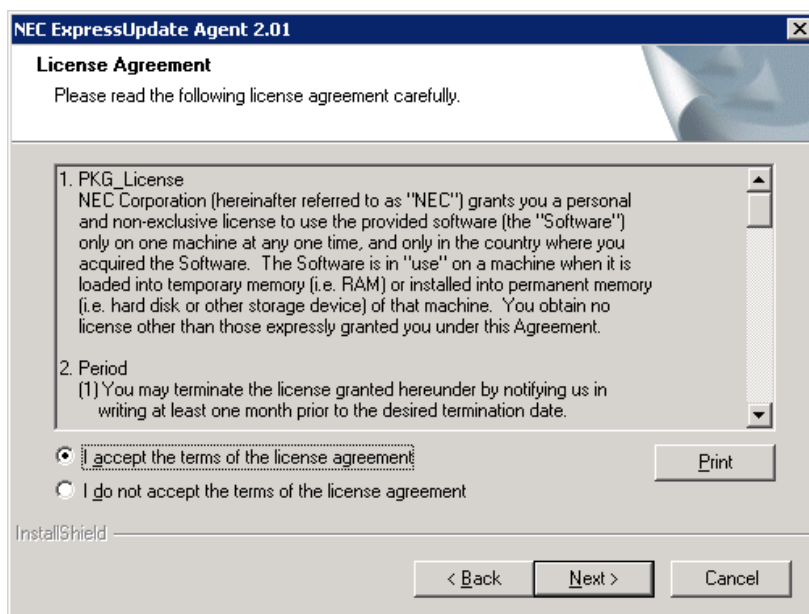 NEC ExpressUpdate Agent 2.01
License Agreement
Please read the following license agreement carefully.
1. PKG_License
NEC Corporation (hereinafter referred to as "NEC") grants you a personal
and non-exclusive license to use the provided software (the "Software")
only on one machine at any one time, and only in the country where you
acquired the Software.  The Software is in "use" on a machine when it is
loaded into temporary memory (i.e. RAM) or installed into permanent memory
(i.e. hard disk or other storage device) of that machine.  You obtain no
license other than those expressly granted you under this Agreement.
2. Period
(1) You may terminate the license granted hereunder by notifying us in
writing at least one month prior to the desired termination date.
I accept the terms of the license agreement
Print
I do not accept the terms of the license agreement
InstallShield
< Back
Next >
Cancel